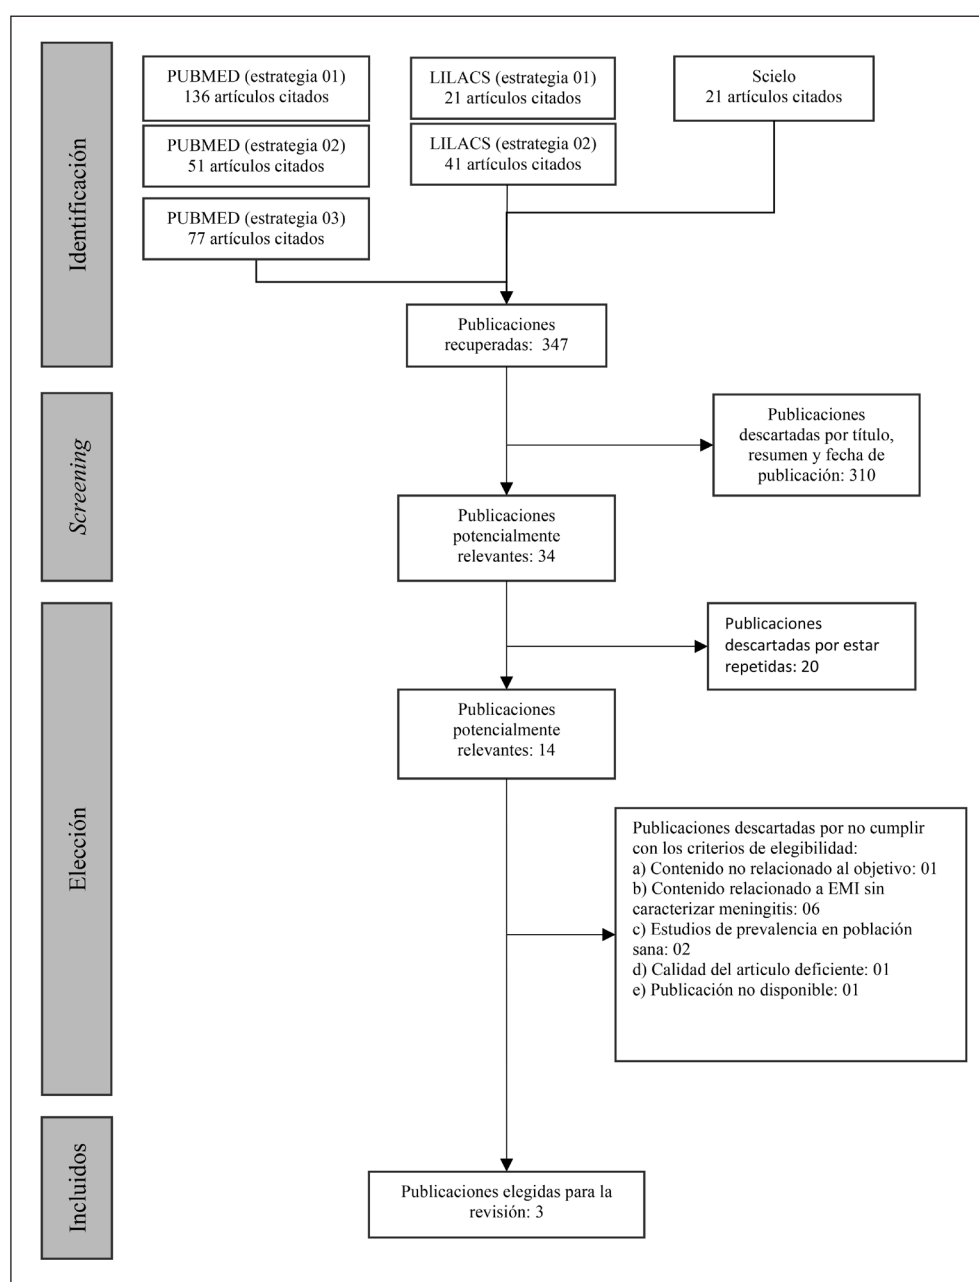 Identificación
PUBMED (estrategia 01)
136 artículos citados
PUBMED (estrategia 02)
51 artículos citados
PUBMED (estrategia 03)
77 artículos citados
LILACS (estrategia 01)
21 artículos citados
LILACS (estrategia 02)
41 artículos citados
Scielo
21 artículos citados
Publicaciones
recuperadas: 347
Screening
Publicaciones
descartadas por título,
resumen y fecha de
publicación: 310
Publicaciones
potencialmente
relevantes: 34
Elección
Publicaciones
descartadas por estar
repetidas: 20
Publicaciones
potencialmente
relevantes: 14
Publicaciones descartadas por no cumplir
con los criterios de elegibilidad:
a) Contenido no relacionado al objetivo: 01
b) Contenido relacionado a EMI sin
caracterizar meningitis: 06
c) Estudios de prevalencia en población
sana: 02
d) Calidad del articulo deficiente: 01
e) Publicación no disponible: 01
Incluidos
Publicaciones elegidas para la
revisión: 3